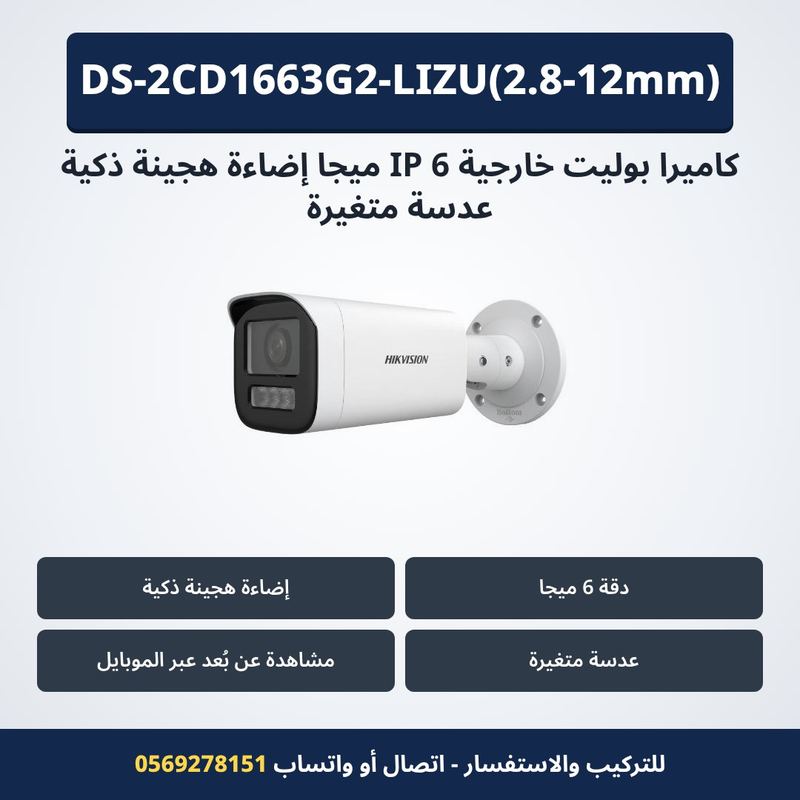 DS-2CD1663G2-LIZU(2.8-12mm)
كاميرا بوليت خارجية IP 6 ميجا إضاءة هجينة ذكية
عدسة متغيرة
HIKVISION
Bottom
دقة 6 ميجا
إضاءة هجينة ذكية
عدسة متغيرة
مشاهدة عن بُعد عبر الموبايل
للتركيب والاستفسار - اتصال أو واتساب 0569278151